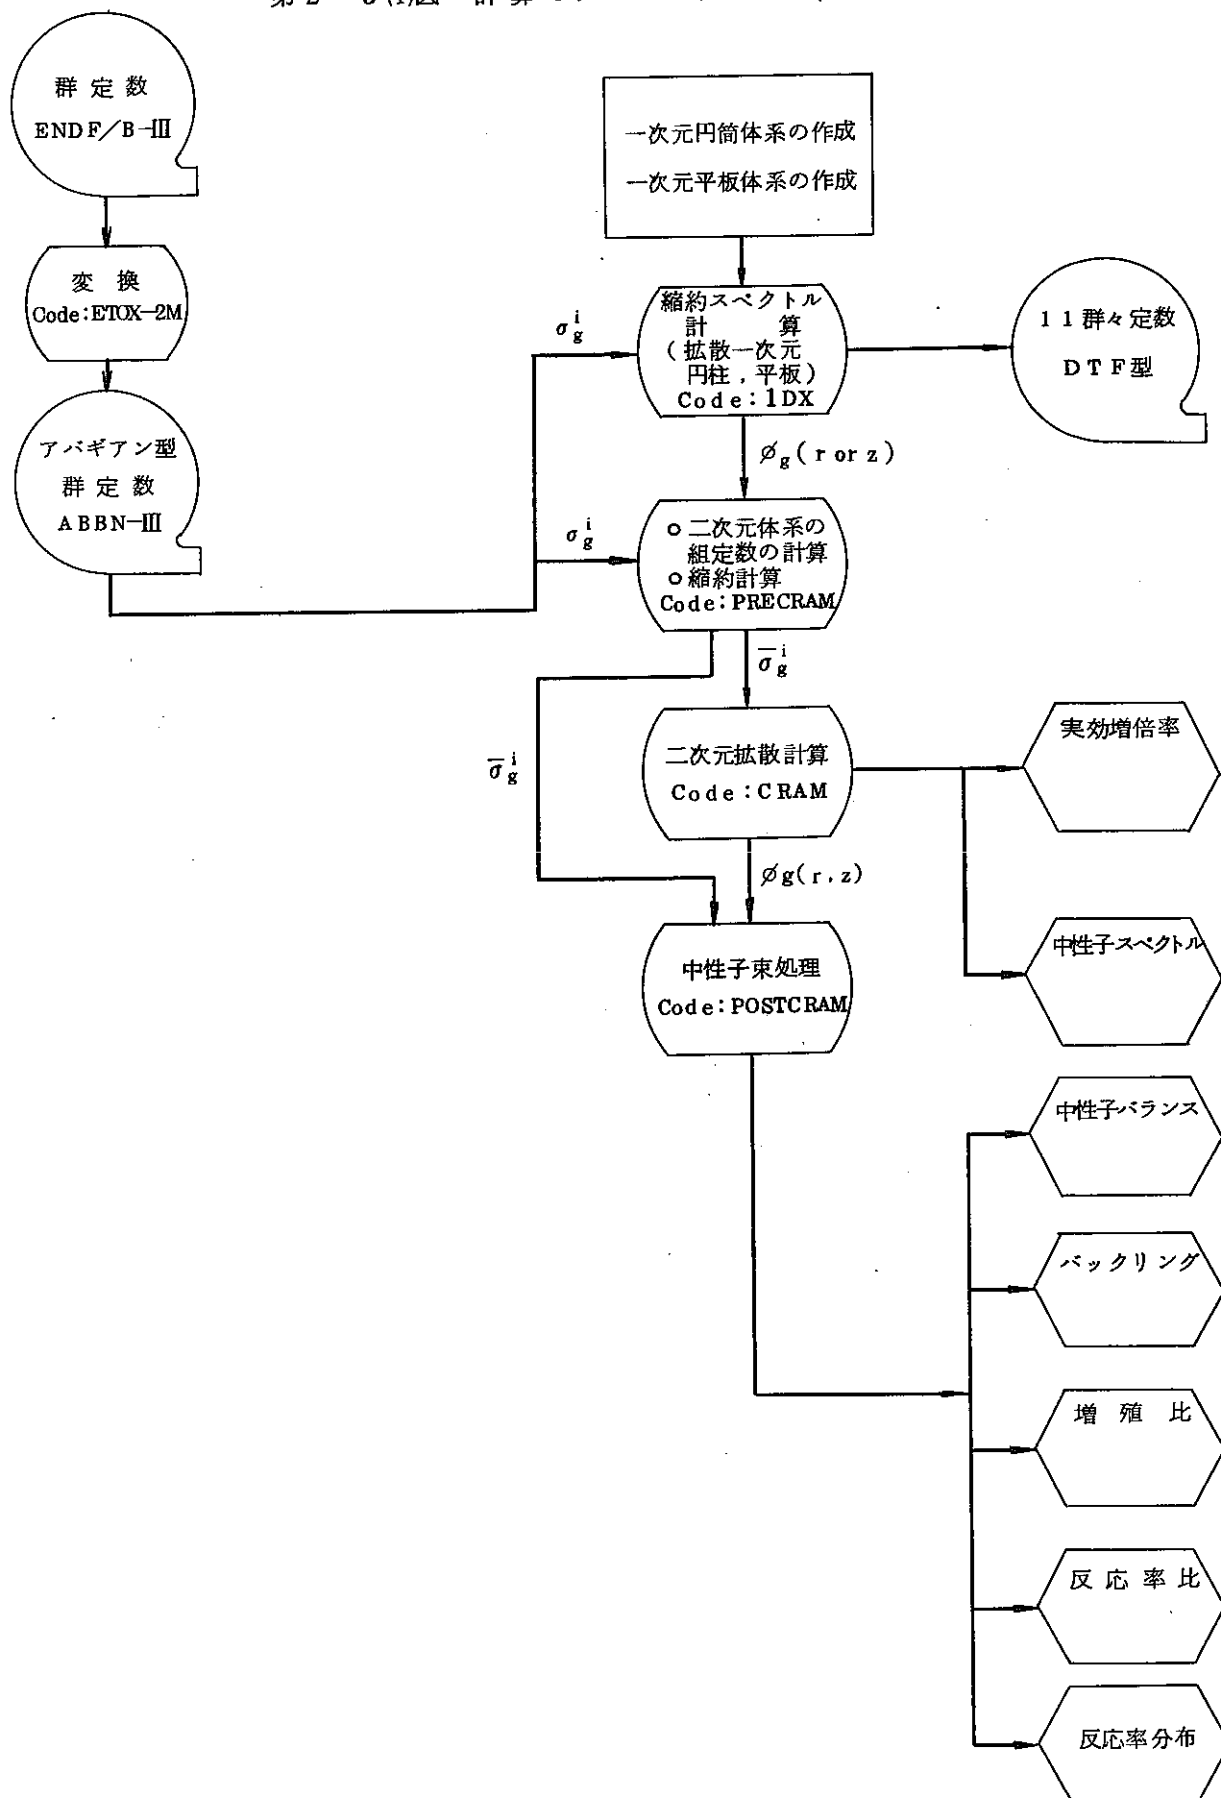 群定数
ENDF/B-III
変換
Code:ETOX-2M
アバギアン型
群定数
ABBN-III
一次元円筒体系の作成
一次元平板体系の作成
σ_g^i
縮約スペクトル
計算
(拡散一次元
円柱,平板)
Code:1DX
11群々定数
DTF型
φ_g(r or z)
σ_g^i
○二次元体系の
組定数の計算
○縮約計算
Code:PRECRAM
σ̄_g^i
σ̄_g^i
二次元拡散計算
Code:CRAM
実効増倍率
φg(r,z)
中性子スペクトル
中性子束処理
Code:POSTCRAM
中性子バランス
バックリング
増殖比
反応率比
反応率分布